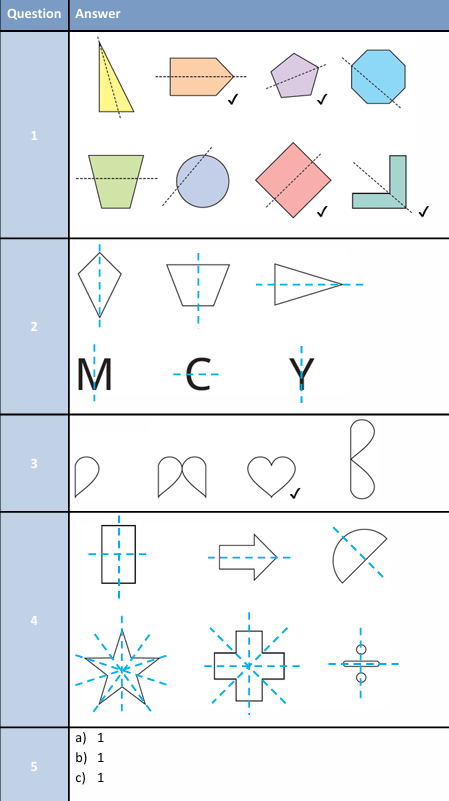 Question Answer
1
✓ ✓
✓ ✓
2
M C Y
3
✓
4
5
a) 1
b) 1
c) 1